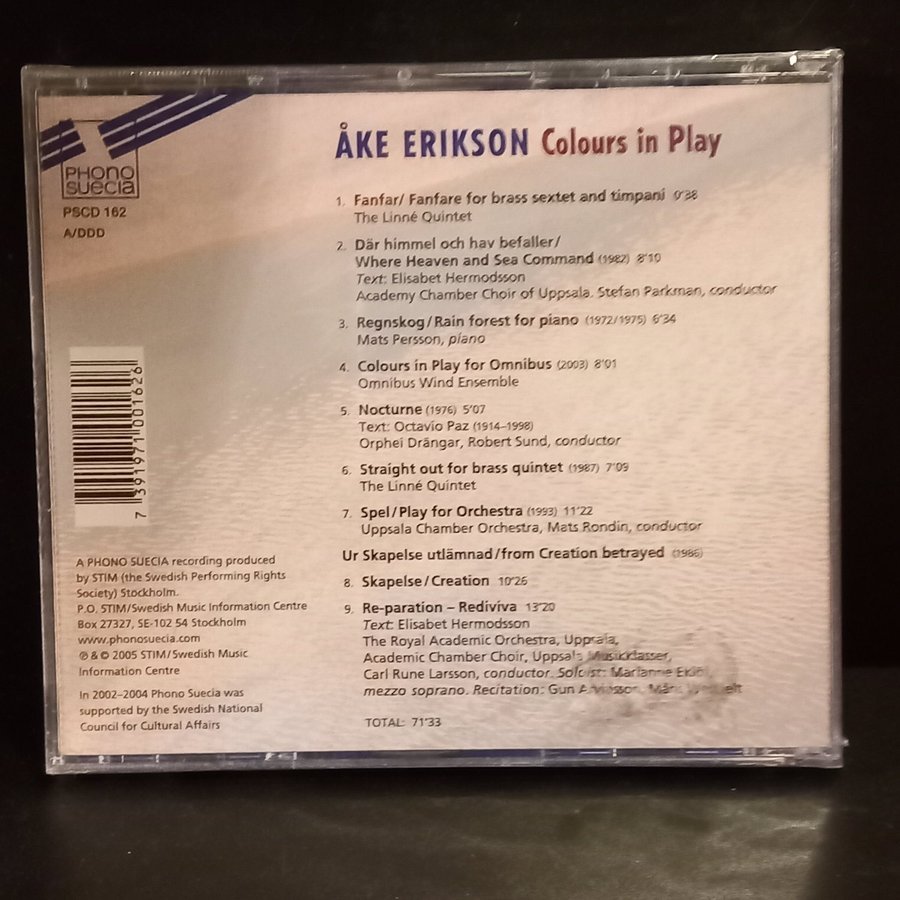 PHONO
SUECIA
PSCD 162
A/DDD
ÅKE ERIKSON Colours in Play
1. Fanfar/ Fanfare for brass sextet and timpani 0'38
The Linné Quintet
2. Där himmel och hav befaller/
Where Heaven and Sea Command (1982) 8'10
Text: Elisabet Hermodsson
Academy Chamber Choir of Uppsala. Stefan Parkman, conductor
3. Regnskog/Rain forest for piano (1972/1975) 6'34
Mats Persson, piano
4. Colours in Play for Omnibus (2003) 8'01
Omnibus Wind Ensemble
5. Nocturne (1976) 5'07
Text: Octavio Paz (1914–1998)
Orphei Drängar, Robert Sund, conductor
6. Straight out for brass quintet (1987) 7'09
The Linné Quintet
7. Spel/Play for Orchestra (1993) 11'22
Uppsala Chamber Orchestra, Mats Rondin, conductor
Ur Skapelse utlämnad/from Creation betrayed (1986)
8. Skapelse/Creation 10'26
9. Re-paration – Rediviva 13'20
Text: Elisabet Hermodsson
The Royal Academic Orchestra, Uppsala,
Academic Chamber Choir, Uppsala Musikklasser,
Carl Rune Larsson, conductor. Soloist: Marianne
mezzo soprano. Recitation: Gun
TOTAL: 71'33
7 391971 001626
A PHONO SUECIA recording produced
by STIM (the Swedish Performing Rights
Society) Stockholm.
P.O. STIM/Swedish Music Information Centre
Box 27327, SE-102 54 Stockholm
www.phonosuecia.com
℗ & © 2005 STIM/Swedish Music
Information Centre
In 2002–2004 Phono Suecia was
supported by the Swedish National
Council for Cultural Affairs